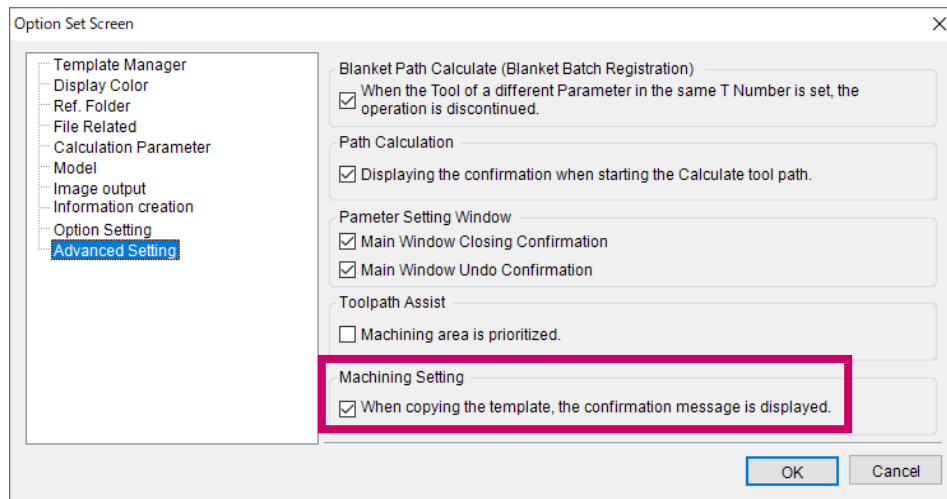 Option Set Screen
Template Manager
Display Color
Ref. Folder
File Related
Calculation Parameter
Model
Image output
Information creation
Option Setting
Advanced Setting
Blanket Path Calculate (Blanket Batch Registration)
When the Tool of a different Parameter in the same T Number is set, the
operation is discontinued.
Path Calculation
Displaying the confirmation when starting the Calculate tool path.
Pameter Setting Window
Main Window Closing Confirmation
Main Window Undo Confirmation
Toolpath Assist
Machining area is prioritized.
Machining Setting
When copying the template, the confirmation message is displayed.
OK
Cancel